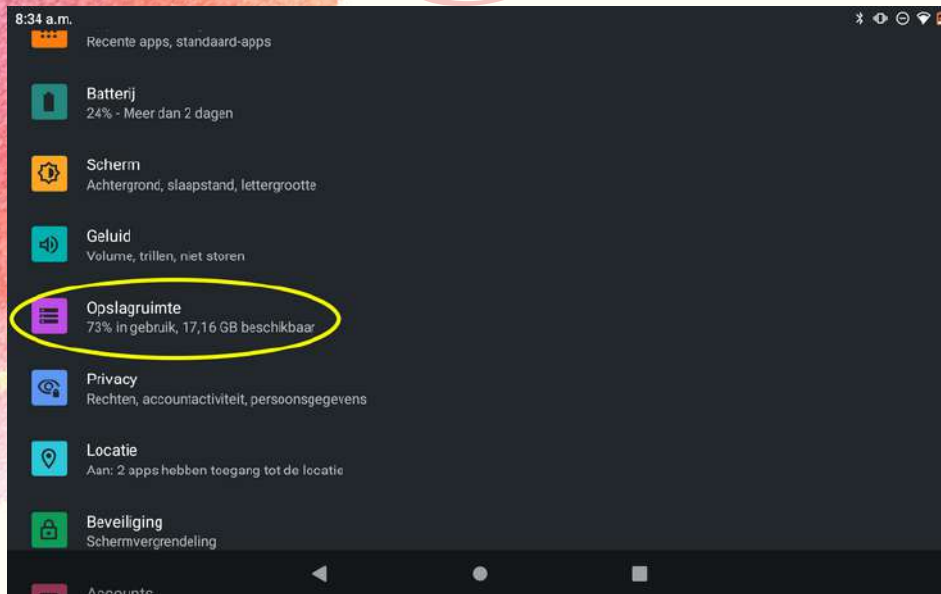 8:34 a.m.
Recente apps, standaard-apps
Batterij
24% - Meer dan 2 dagen
Scherm
Achtergrond, slaapstand, lettergrootte
Geluid
Volume, trillen, niet storen
Opslagruimte
73% in gebruik, 17,16 GB beschikbaar
Privacy
Rechten, accountactiviteit, persoonsgegevens
Locatie
Aan: 2 apps hebben toegang tot de locatie
Beveiliging
Schermvergrendeling
Accounts